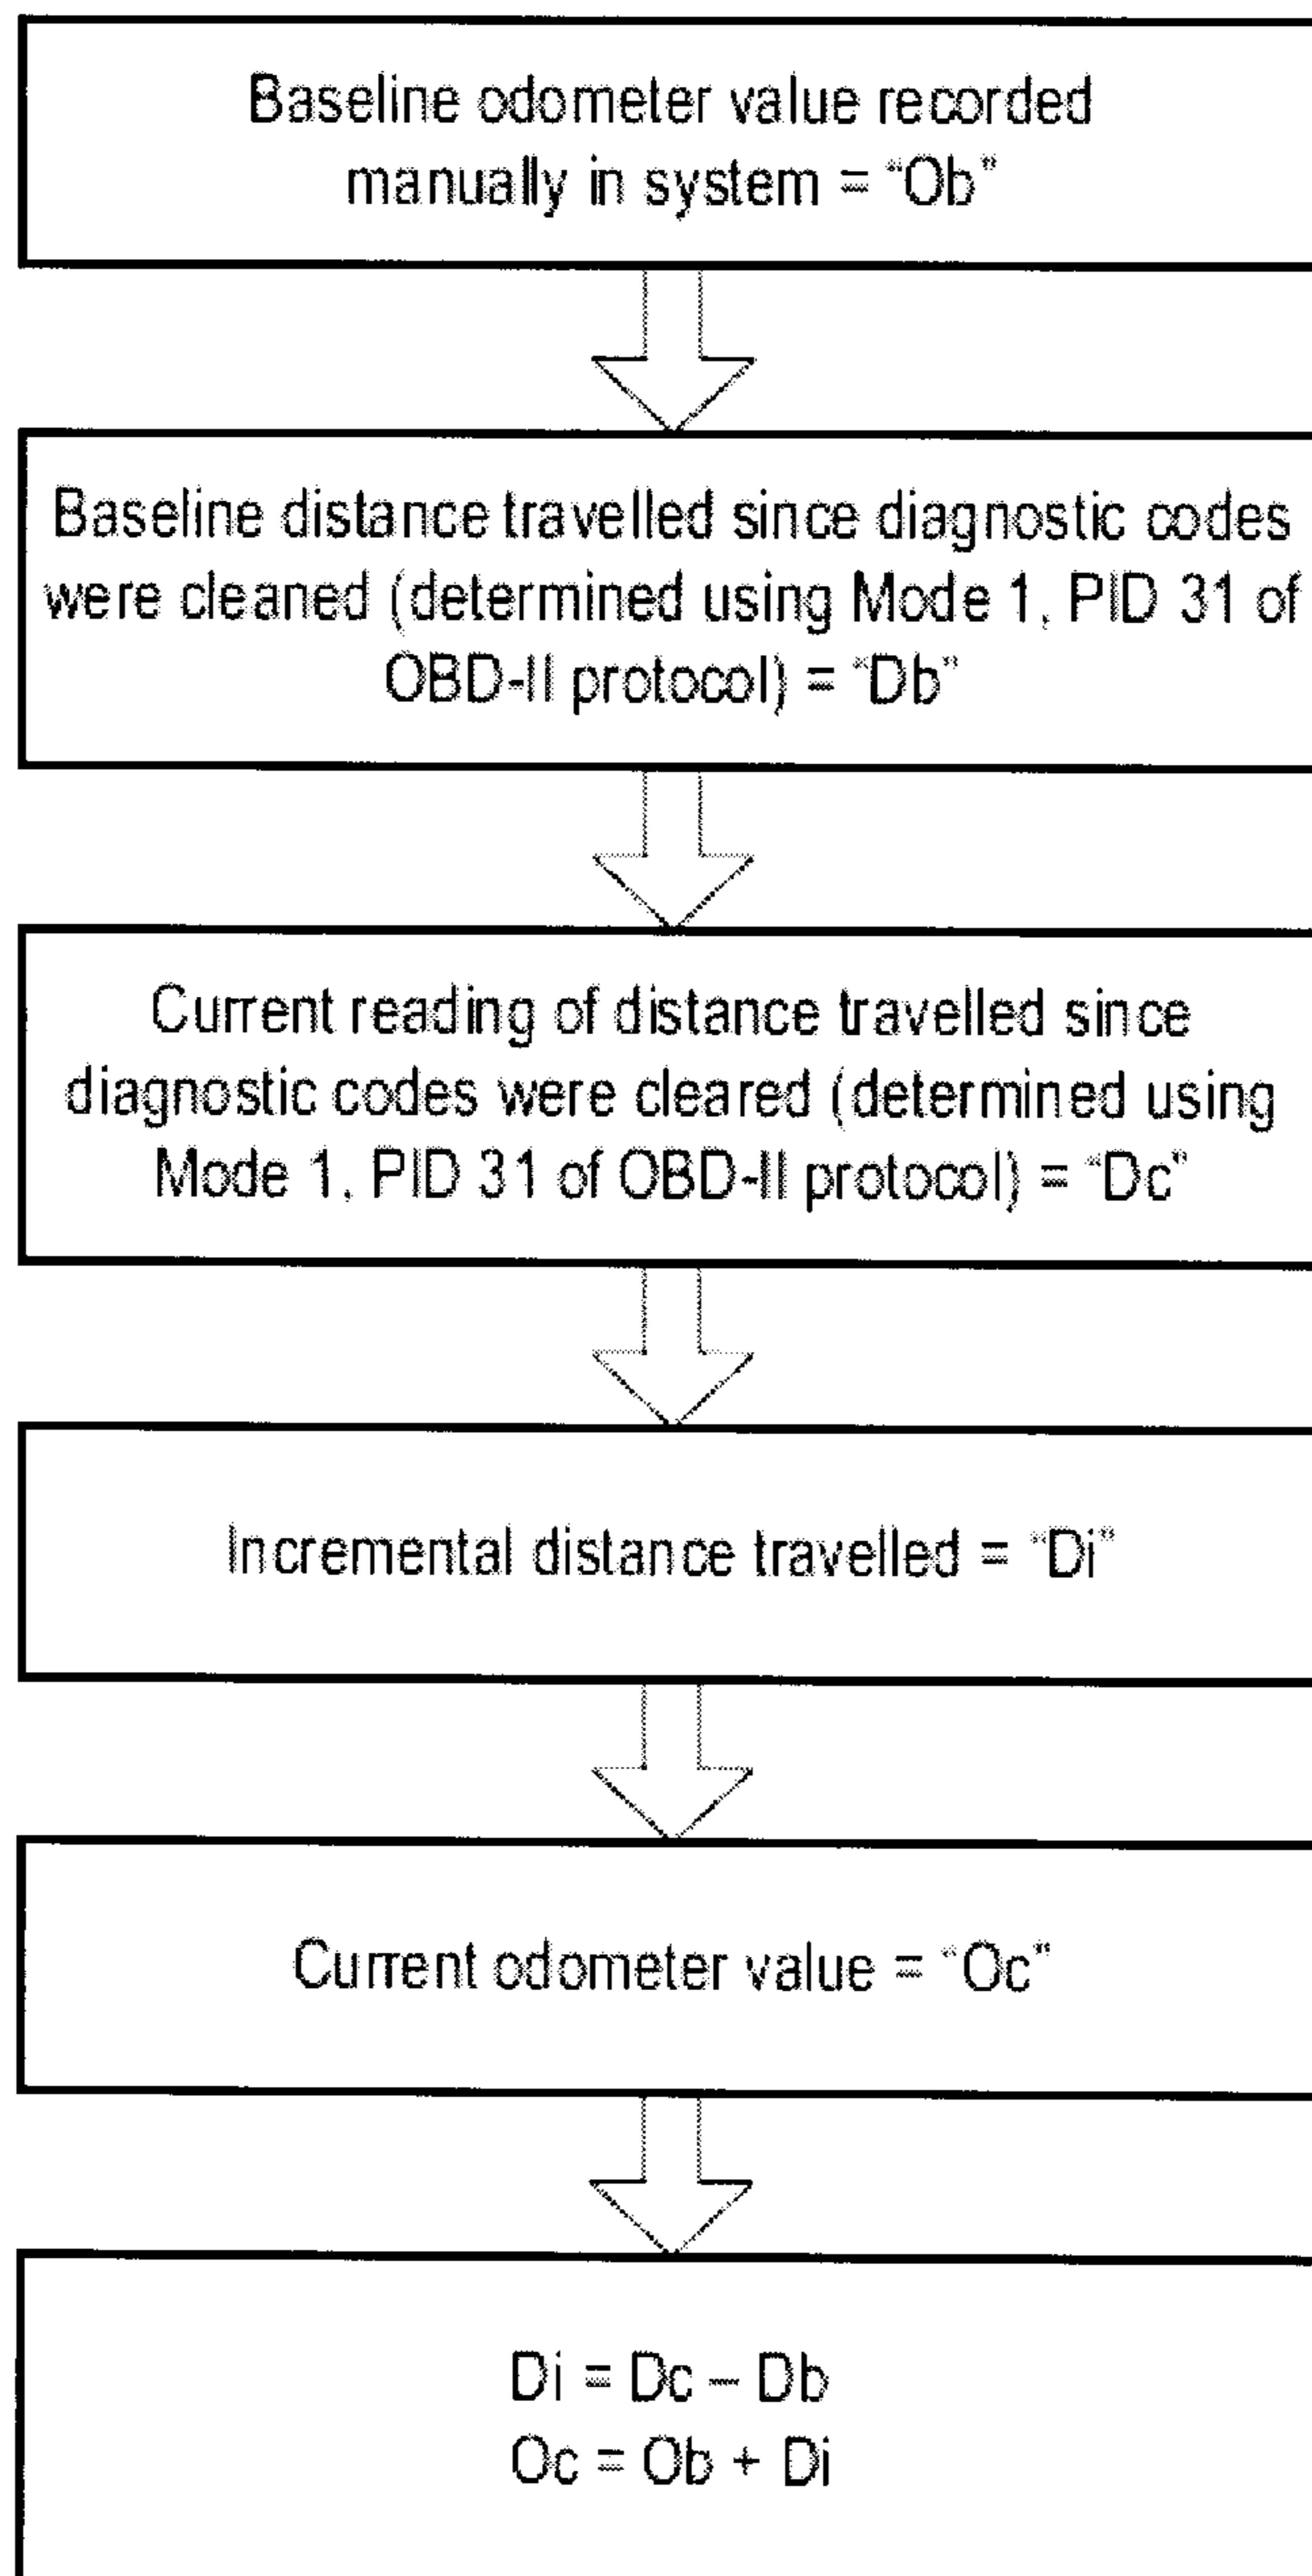 Baseline odometer value recorded
manually in system = “Ob”
Baseline distance travelled since diagnostic codes
were cleaned (determined using Mode 1, PID 31 of
OBD-II protocol) = “Db”
Current reading of distance travelled since
diagnostic codes were cleared (determined using
Mode 1, PID 31 of OBD-II protocol) = “Dc”
Incremental distance travelled = “Di”
Current odometer value = “Oc”
Di = Dc – Db
Oc = Ob + Di